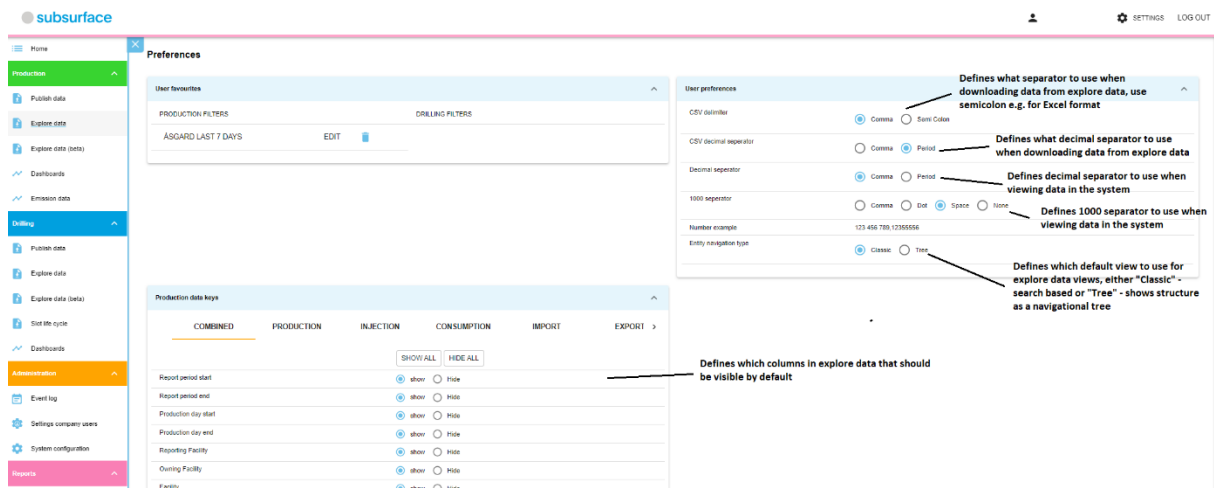 subsurface
SETTINGS
LOG OUT
Home
Production
Publish data
Explore data
Explore data (beta)
Dashboards
Emission data
Drilling
Publish data
Explore data
Explore data (beta)
Slot life cycle
Dashboards
Administration
Event log
Settings company users
System configuration
Reports
Preferences
User favourites
PRODUCTION FILTERS
DRILLING FILTERS
ÅSGARD LAST 7 DAYS
EDIT
User preferences
CSV delimiter
Comma
Semi Colon
CSV decimal seperator
Comma
Period
Decimal seperator
Comma
Period
1000 seperator
Comma
Dot
Space
None
Number example
123 456 789,12355556
Entity navigation type
Classic
Tree
Defines what separator to use when
downloading data from explore data, use
semicolon e.g. for Excel format
Defines what decimal separator to use
when downloading data from explore data
Defines decimal separator to use when
viewing data in the system
Defines 1000 separator to use when
viewing data in the system
Defines which default view to use for
explore data views, either "Classic" -
search based or "Tree" - shows structure
as a navigational tree
Production data keys
COMBINED
PRODUCTION
INJECTION
CONSUMPTION
IMPORT
EXPORT >
SHOW ALL
HIDE ALL
Report period start
show
Hide
Report period end
show
Hide
Production day start
show
Hide
Production day end
show
Hide
Reporting Facility
show
Hide
Owning Facility
show
Hide
Facility
show
Hide
Defines which columns in explore data that should
be visible by default